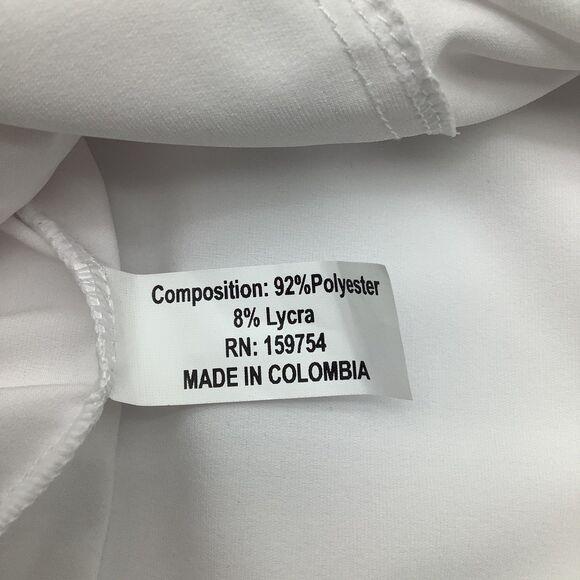 Composition: 92%Polyester
8% Lycra
RN: 159754
MADE IN COLOMBIA